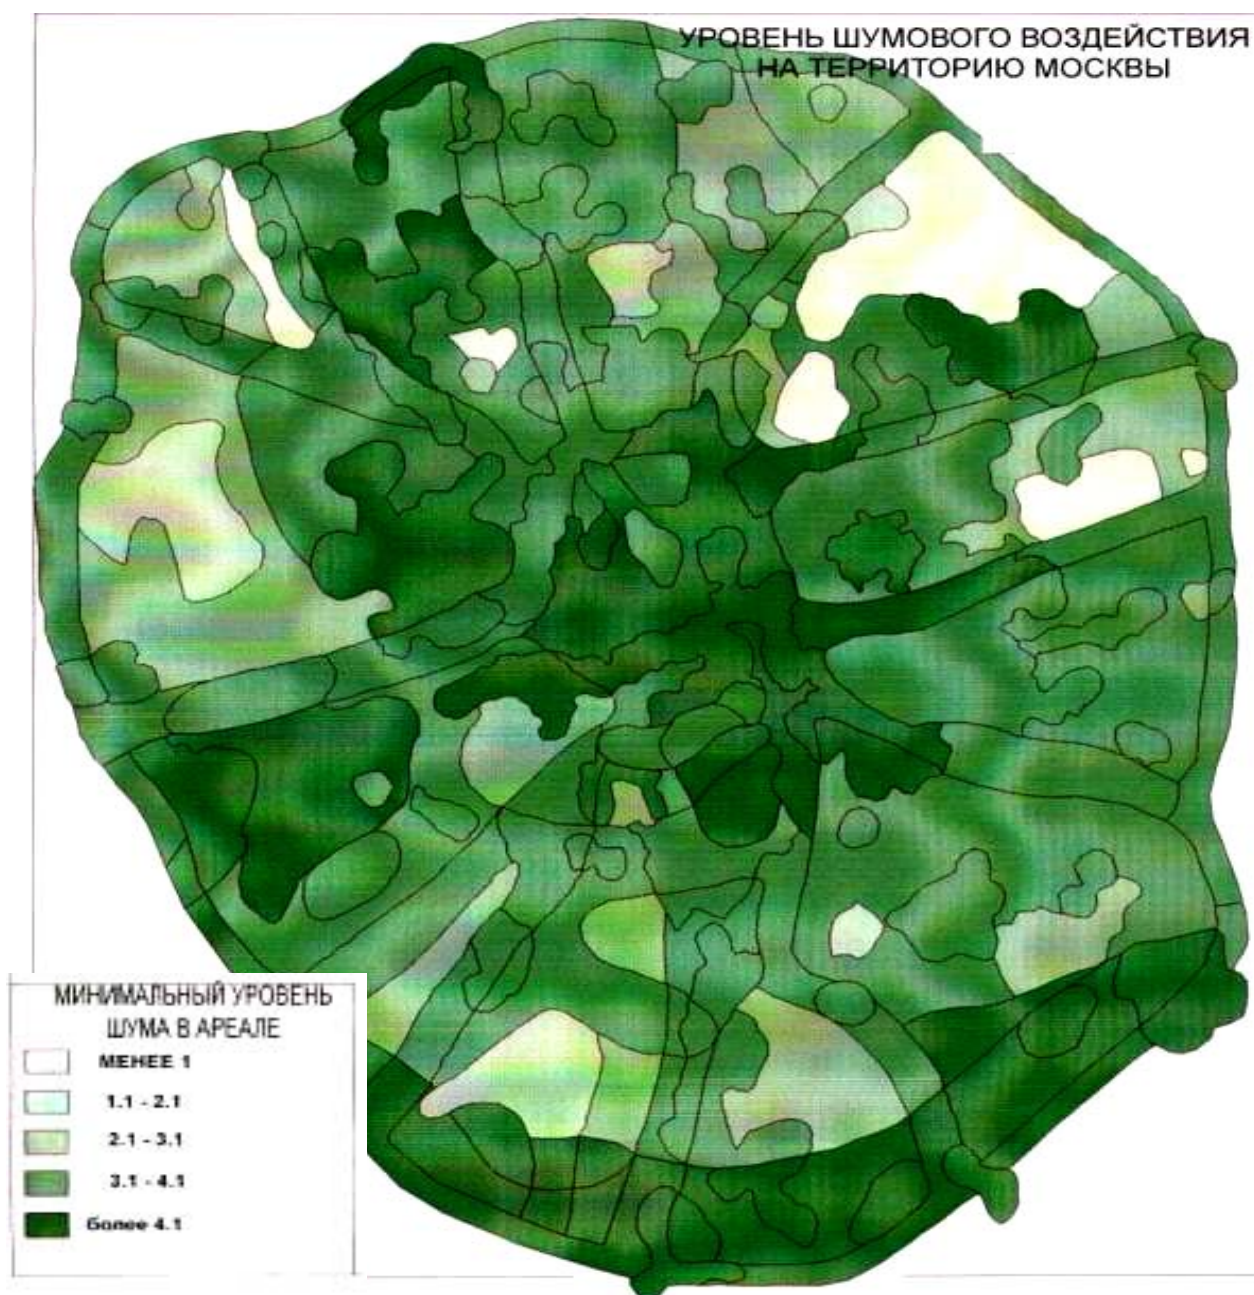 УРОВЕНЬ ШУМОВОГО ВОЗДЕЙСТВИЯ
НА ТЕРРИТОРИЮ МОСКВЫ
МИНИМАЛЬНЫЙ УРОВЕНЬ
ШУМА В АРЕАЛЕ
МЕНЕЕ 1
1.1 - 2.1
2.1 - 3.1
3.1 - 4.1
более 4.1